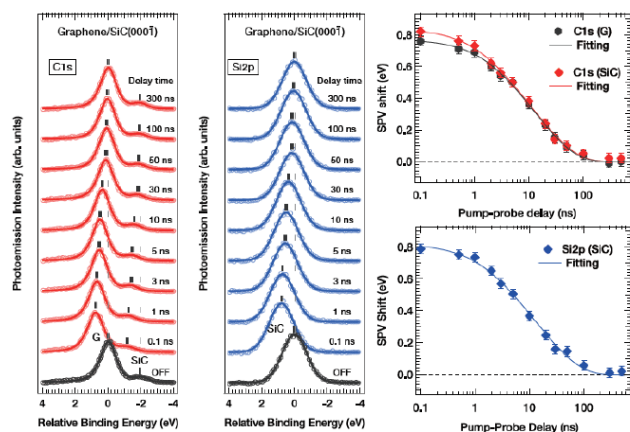 Graphene/SiC(0001̄)
C1s
Delay time
300 ns
100 ns
50 ns
30 ns
10 ns
5 ns
3 ns
1 ns
0.1 ns
G
SiC
OFF
Photoemission Intensity (arb. units)
4 2 0 -2 -4
Relative Binding Energy (eV)
Graphene/SiC(0001̄)
Si2p
Delay time
300 ns
100 ns
50 ns
30 ns
10 ns
5 ns
3 ns
1 ns
0.1 ns
SiC
OFF
Photoemission Intensity (arb. units)
4 2 0 -2 -4
Relative Binding Energy (eV)
C1s (G)
Fitting
C1s (SiC)
Fitting
SPV shift (eV)
0.8
0.6
0.4
0.2
0.0
0.1 1 10 100
Pump-probe delay (ns)
Si2p (SiC)
Fitting
SPV Shift (eV)
0.8
0.6
0.4
0.2
0.0
0.1 1 10 100
Pump-Probe Delay (ns)